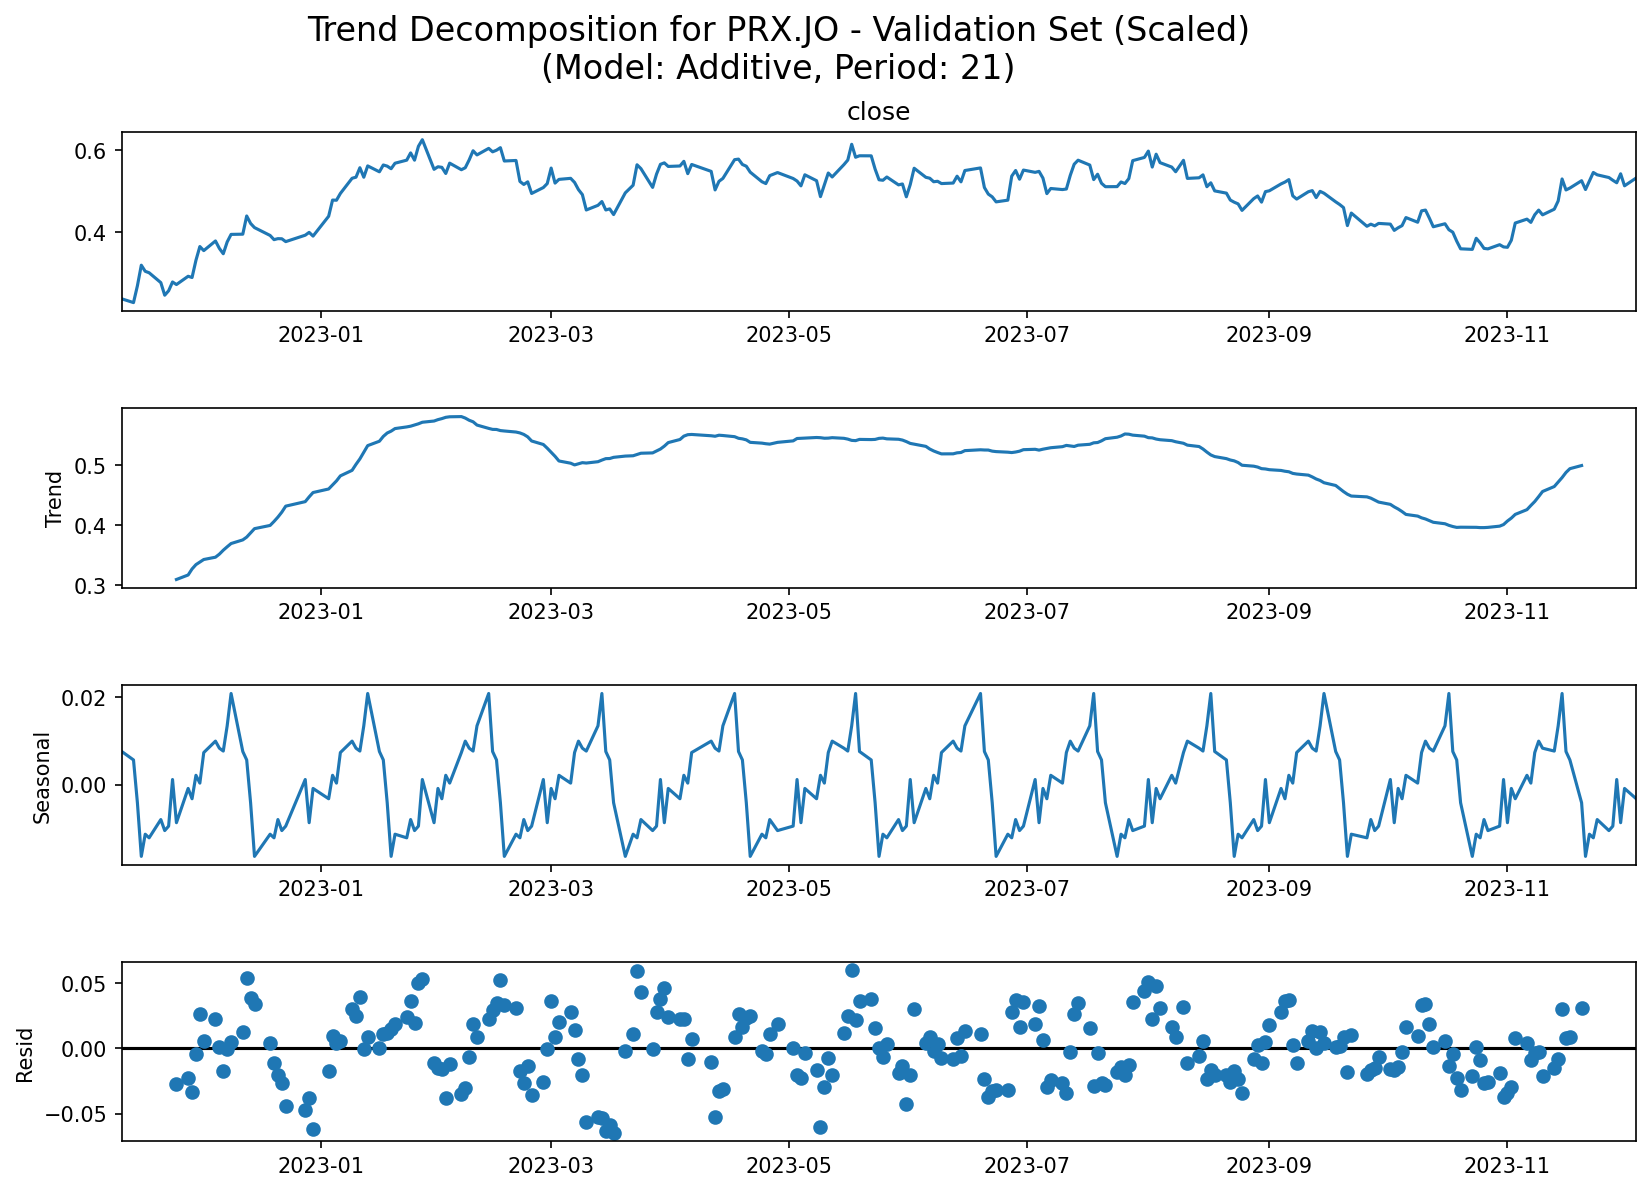 Trend Decomposition for PRX.JO - Validation Set (Scaled)
(Model: Additive, Period: 21)
close
0.6
0.4
2023-01 2023-03 2023-05 2023-07 2023-09 2023-11
Trend
0.5
0.4
0.3
2023-01 2023-03 2023-05 2023-07 2023-09 2023-11
Seasonal
0.02
0.00
2023-01 2023-03 2023-05 2023-07 2023-09 2023-11
Resid
0.05
0.00
−0.05
2023-01 2023-03 2023-05 2023-07 2023-09 2023-11